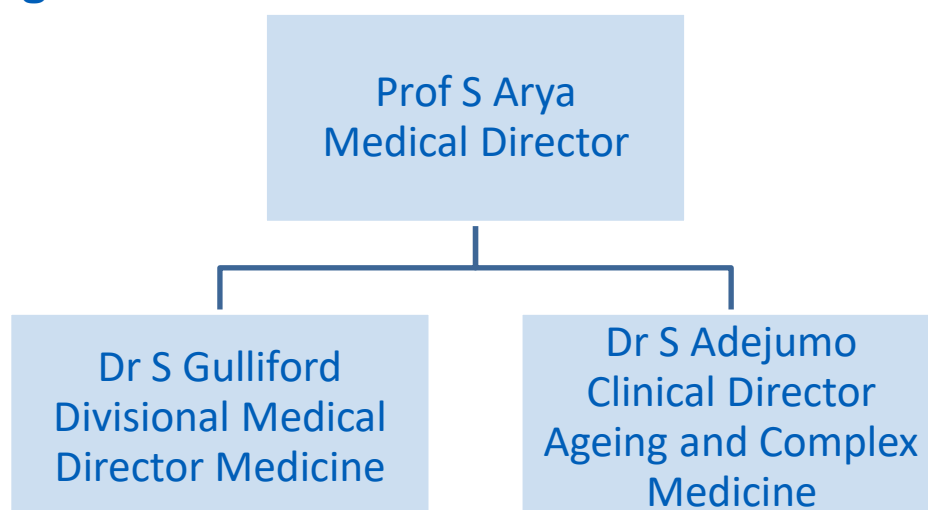 Prof S Arya
Medical Director
Dr S Gulliford
Divisional Medical
Director Medicine
Dr S Adejumo
Clinical Director
Ageing and Complex
Medicine